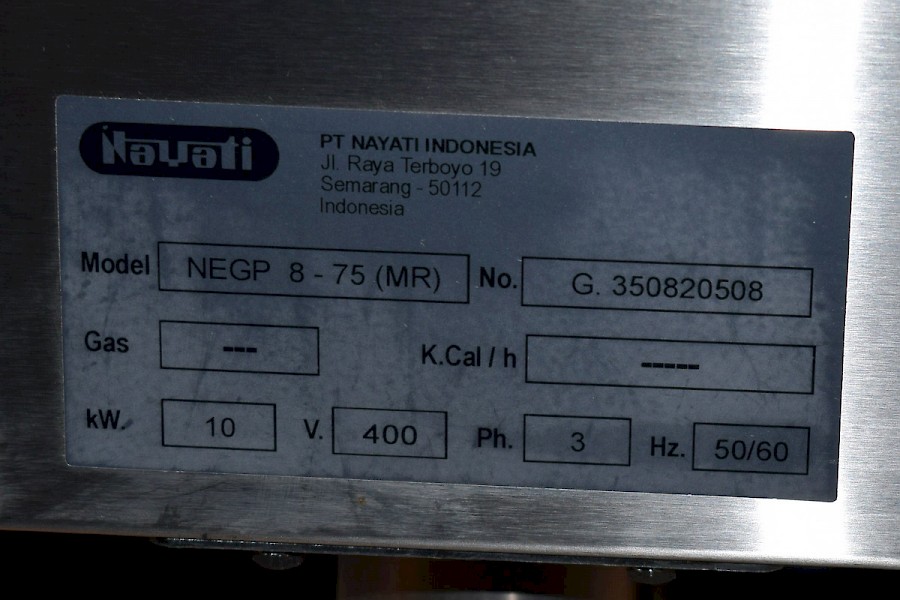 Nayati
PT NAYATI INDONESIA
Jl. Raya Terboyo 19
Semarang - 50112
Indonesia
Model NEGP 8 - 75 (MR) No. G. 350820508
Gas --- K.Cal / h -----
kW. 10 V. 400 Ph. 3 Hz. 50/60